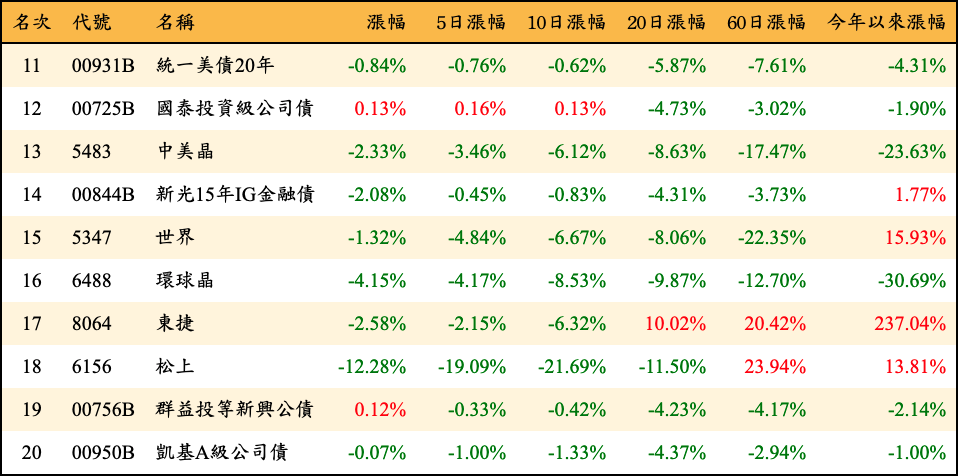 名次 代號 名稱 漲幅 5日漲幅 10日漲幅 20日漲幅 60日漲幅 今年以來漲幅
11 00931B 統一美債20年 -0.84% -0.76% -0.62% -5.87% -7.61% -4.31%
12 00725B 國泰投資級公司債 0.13% 0.16% 0.13% -4.73% -3.02% -1.90%
13 5483 中美晶 -2.33% -3.46% -6.12% -8.63% -17.47% -23.63%
14 00844B 新光15年IG金融債 -2.08% -0.45% -0.83% -4.31% -3.73% 1.77%
15 5347 世界 -1.32% -4.84% -6.67% -8.06% -22.35% 15.93%
16 6488 環球晶 -4.15% -4.17% -8.53% -9.87% -12.70% -30.69%
17 8064 東捷 -2.58% -2.15% -6.32% 10.02% 20.42% 237.04%
18 6156 松上 -12.28% -19.09% -21.69% -11.50% 23.94% 13.81%
19 00756B 群益投等新興公債 0.12% -0.33% -0.42% -4.23% -4.17% -2.14%
20 00950B 凱基A級公司債 -0.07% -1.00% -1.33% -4.37% -2.94% -1.00%